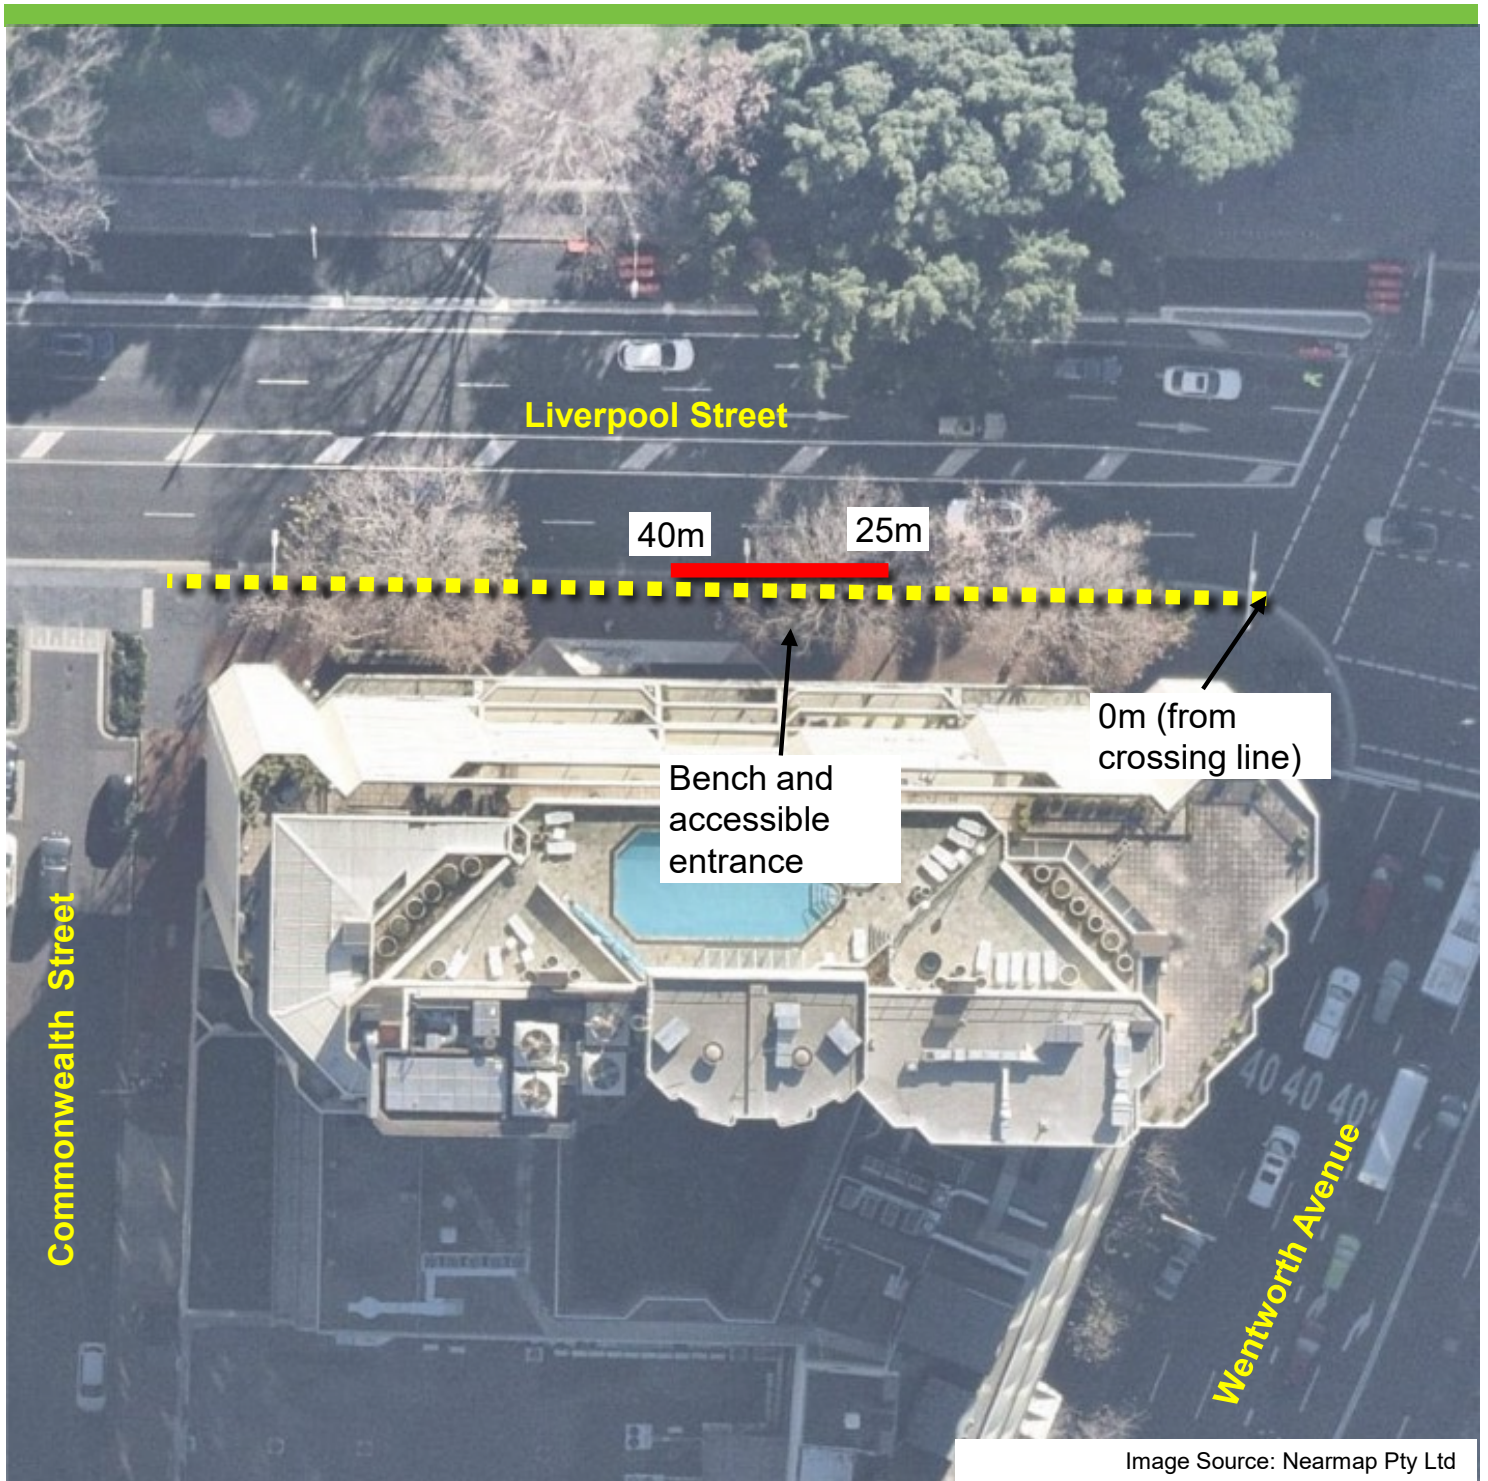 Liverpool Street
40m
25m
0m (from
crossing line)
Bench and
accessible
entrance
Commonwealth Street
40 40 40
Wentworth Avenue
Image Source: Nearmap Pty Ltd